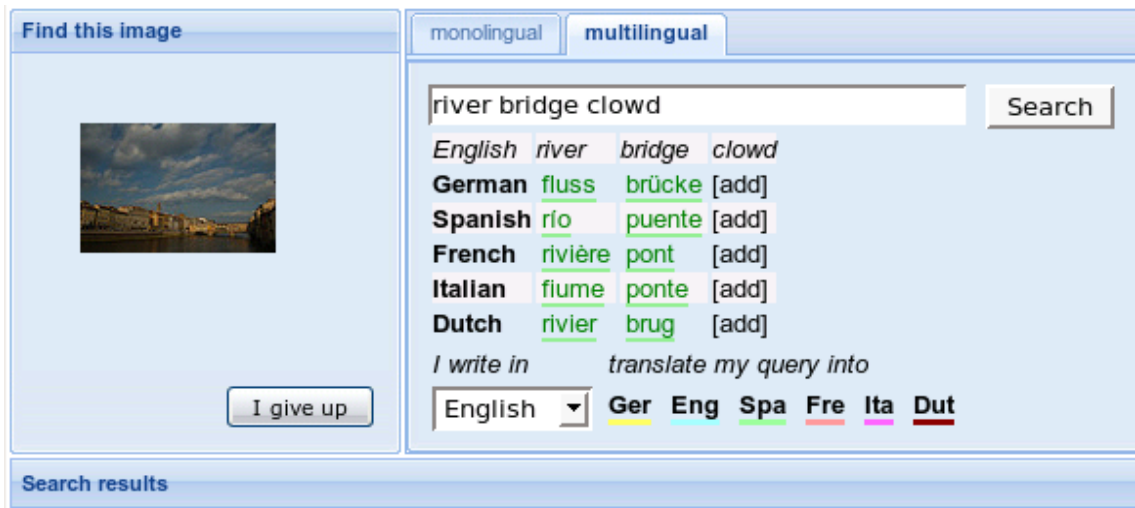 Find this image
I give up
monolingual multilingual
river bridge clowd Search
English river bridge clowd
German fluss brücke [add]
Spanish río puente [add]
French rivière pont [add]
Italian fiume ponte [add]
Dutch rivier brug [add]
I write in translate my query into
English Ger Eng Spa Fre Ita Dut
Search results